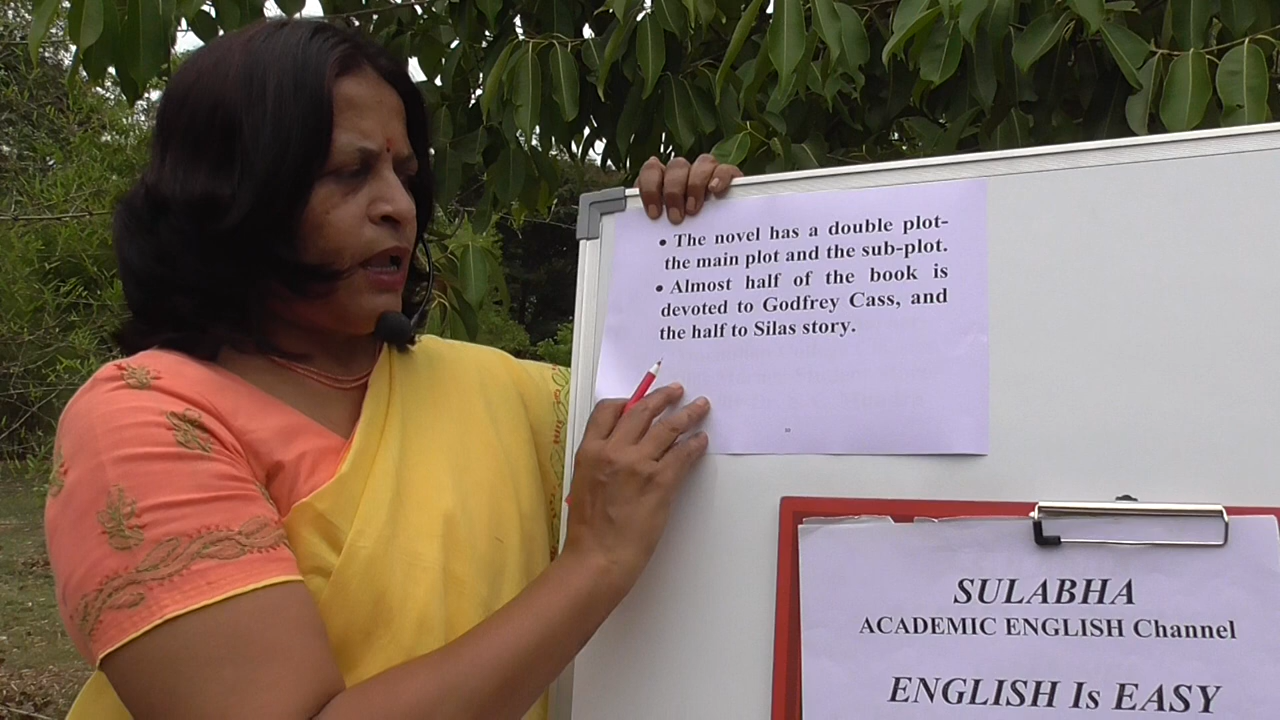 • The novel has a double plot-
the main plot and the sub-plot.
• Almost half of the book is
devoted to Godfrey Cass, and
the half to Silas story.
SULABHA
ACADEMIC ENGLISH Channel
ENGLISH Is EASY